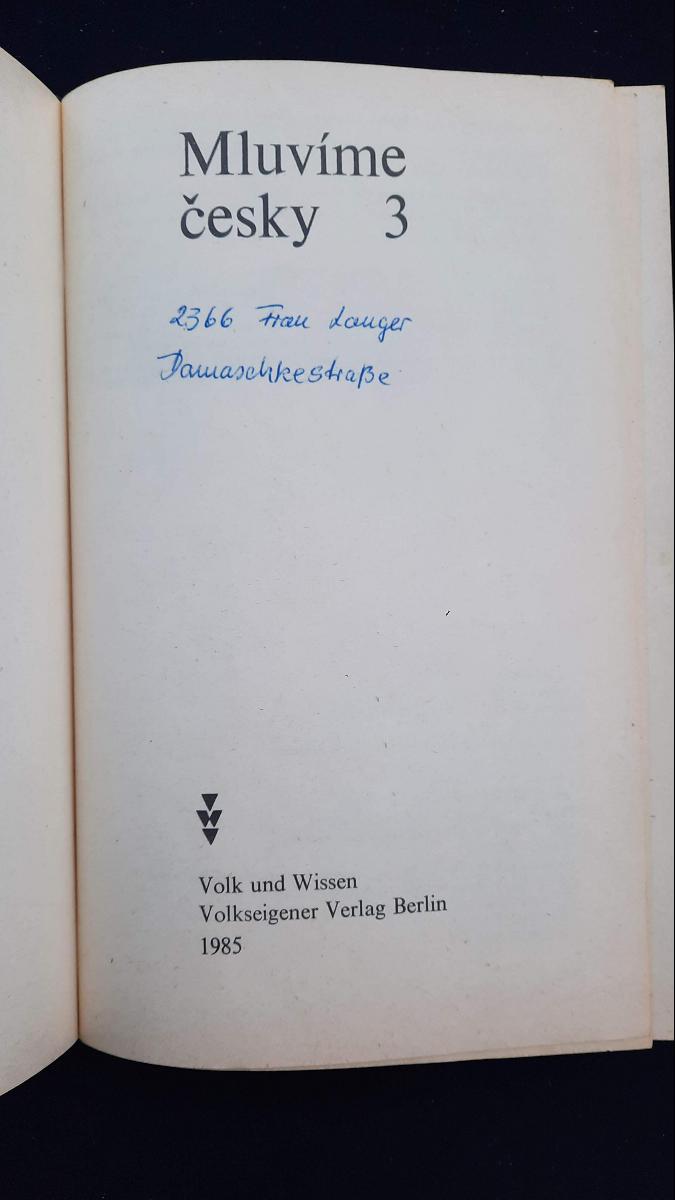 Mluvíme
česky 3
2366 Frau Langer
Damaschkestraße
Volk und Wissen
Volkseigener Verlag Berlin
1985